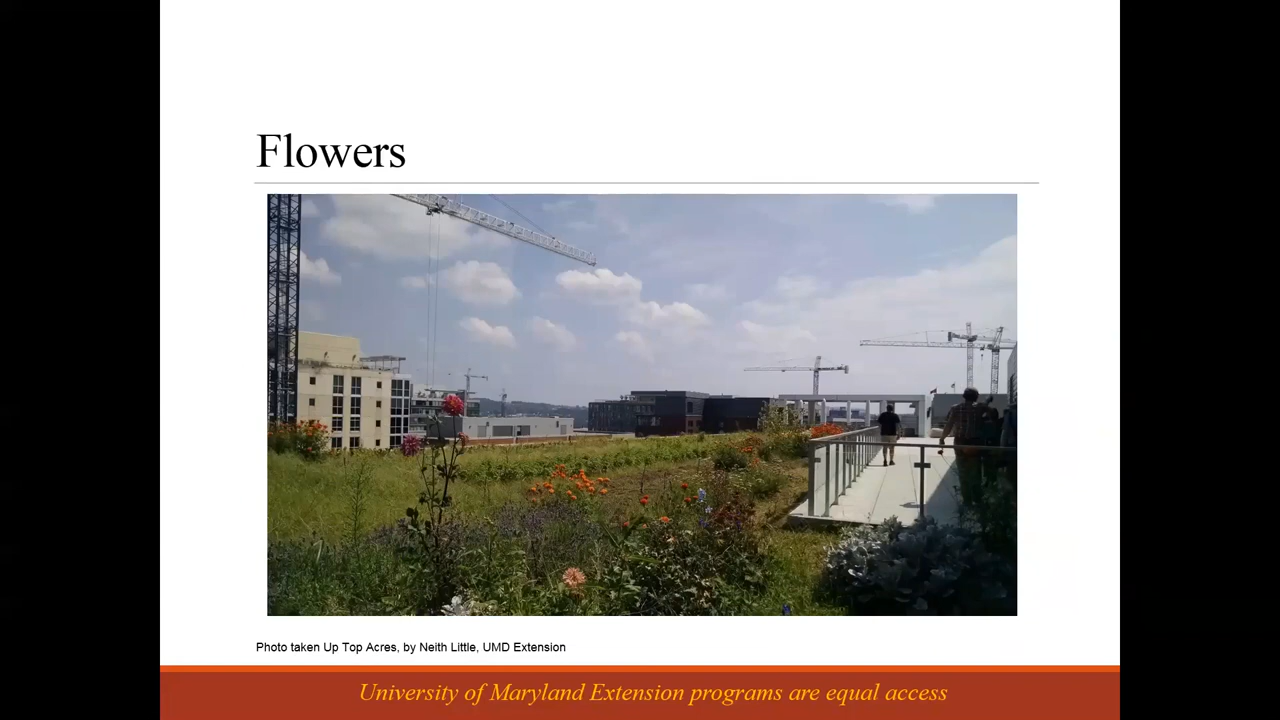 Flowers
Photo taken Up Top Acres, by Neith Little, UMD Extension
University of Maryland Extension programs are equal access